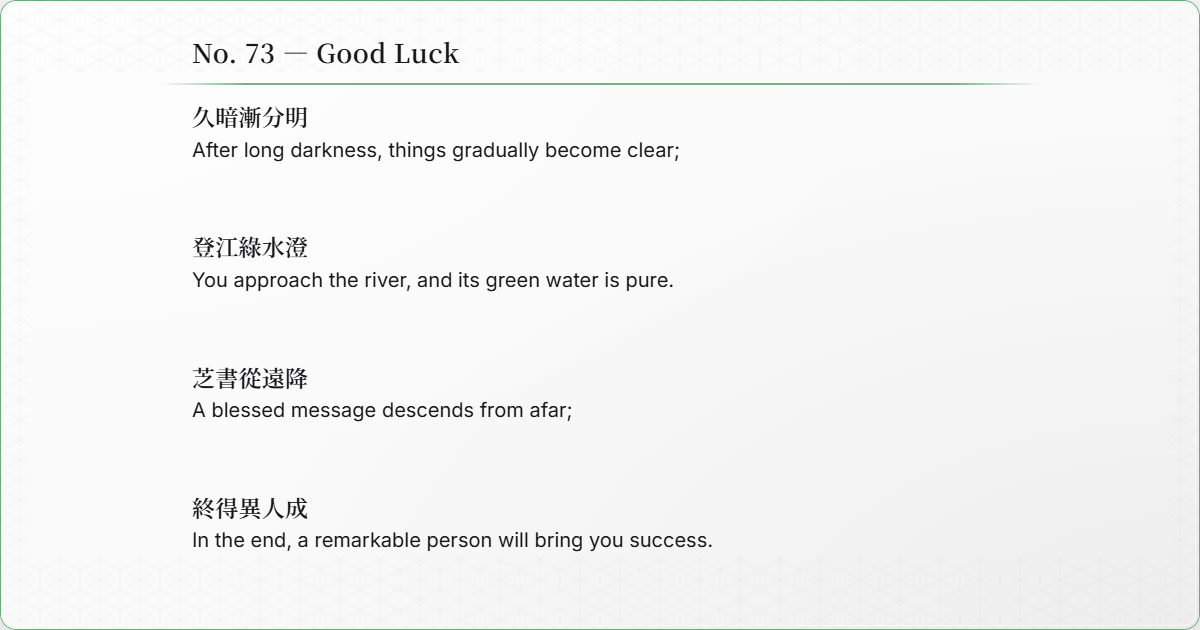 No. 73 — Good Luck
久暗漸分明
After long darkness, things gradually become clear;
登江綠水澄
You approach the river, and its green water is pure.
芝書從遠降
A blessed message descends from afar;
終得異人成
In the end, a remarkable person will bring you success.